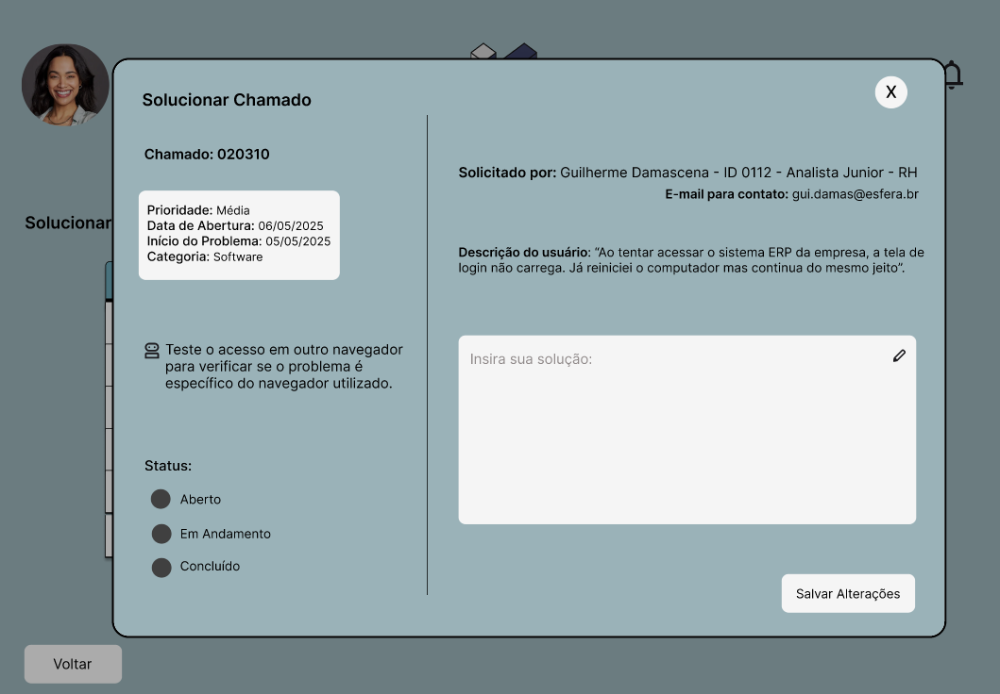 Solucionar Chamado
X
Chamado: 020310
Prioridade: Média
Data de Abertura: 06/05/2025
Início do Problema: 05/05/2025
Categoria: Software
Teste o acesso em outro navegador
para verificar se o problema é
específico do navegador utilizado.
Status:
Aberto
Em Andamento
Concluído
Solicitado por: Guilherme Damascena - ID 0112 - Analista Junior - RH
E-mail para contato: gui.damas@esfera.br
Descrição do usuário: “Ao tentar acessar o sistema ERP da empresa, a tela de
login não carrega. Já reiniciei o computador mas continua do mesmo jeito”.
Insira sua solução:
Salvar Alterações
Solucionar
Voltar